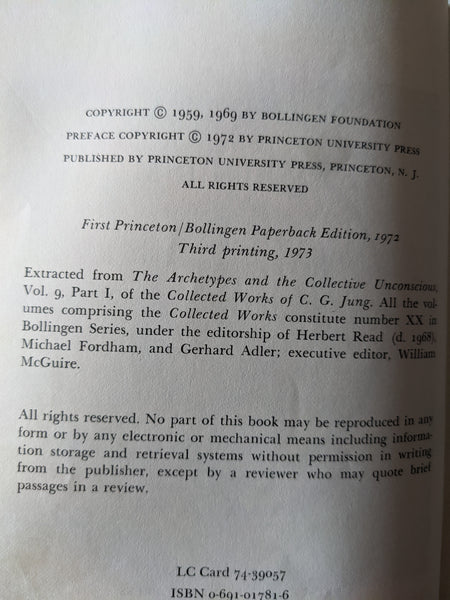 COPYRIGHT © 1959, 1969 BY BOLLINGEN FOUNDATION
PREFACE COPYRIGHT © 1972 BY PRINCETON UNIVERSITY PRESS
PUBLISHED BY PRINCETON UNIVERSITY PRESS, PRINCETON, N. J.
ALL RIGHTS RESERVED
First Princeton/Bollingen Paperback Edition, 1972
Third printing, 1973
Extracted from The Archetypes and the Collective Unconscious,
Vol. 9, Part I, of the Collected Works of C. G. Jung. All the vol-
umes comprising the Collected Works constitute number XX in
Bollingen Series, under the editorship of Herbert Read (d. 1968),
Michael Fordham, and Gerhard Adler; executive editor, William
McGuire.
All rights reserved. No part of this book may be reproduced in any
form or by any electronic or mechanical means including informa-
tion storage and retrieval systems without permission in writing
from the publisher, except by a reviewer who may quote brief
passages in a review.
LC Card 74-39057
ISBN 0-691-01781-6